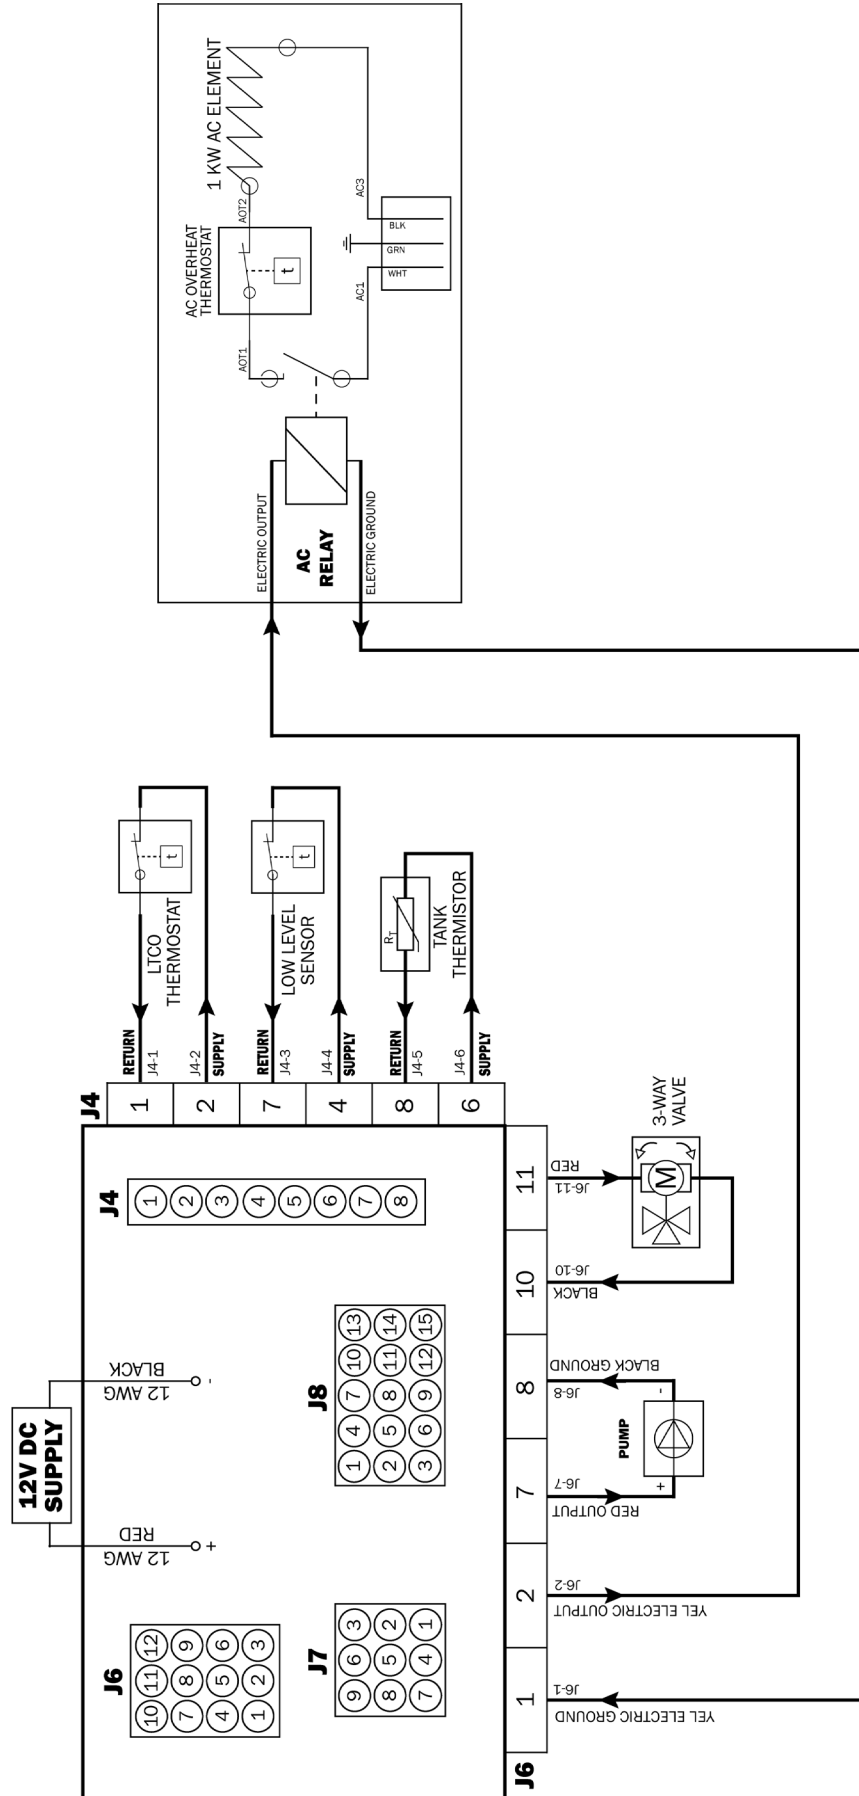 1 KW AC ELEMENT
AC OVERHEAT
THERMOSTAT
AOT2
AOT1
t
AC3
AC1
BLK
GRN
WHT
ELECTRIC OUTPUT
AC
RELAY
ELECTRIC GROUND
LTCO
THERMOSTAT
t
LOW LEVEL
SENSOR
t
TANK
THERMISTOR
RT
RETURN
J4-1
J4-2
SUPPLY
RETURN
J4-3
J4-4
SUPPLY
RETURN
J4-5
J4-6
SUPPLY
J4
1
2
7
4
8
6
J4
1 2 3 4 5 6 7 8
12V DC
SUPPLY
12 AWG BLACK
-
12 AWG RED
+
J8
1 4 7 10 13
2 5 8 11 14
3 6 9 12 15
J6
10 11 12
7 8 9
4 5 6
1 2 3
J7
9 6 3
8 5 2
7 4 1
J6
1
2
7
8
10
11
J6-11
RED
3-WAY
VALVE
M
J6-10
BLACK
J6-8
BLACK GROUND
-
PUMP
+
J6-7
RED OUTPUT
J6-2
YEL ELECTRIC OUTPUT
J6-1
YEL ELECTRIC GROUND